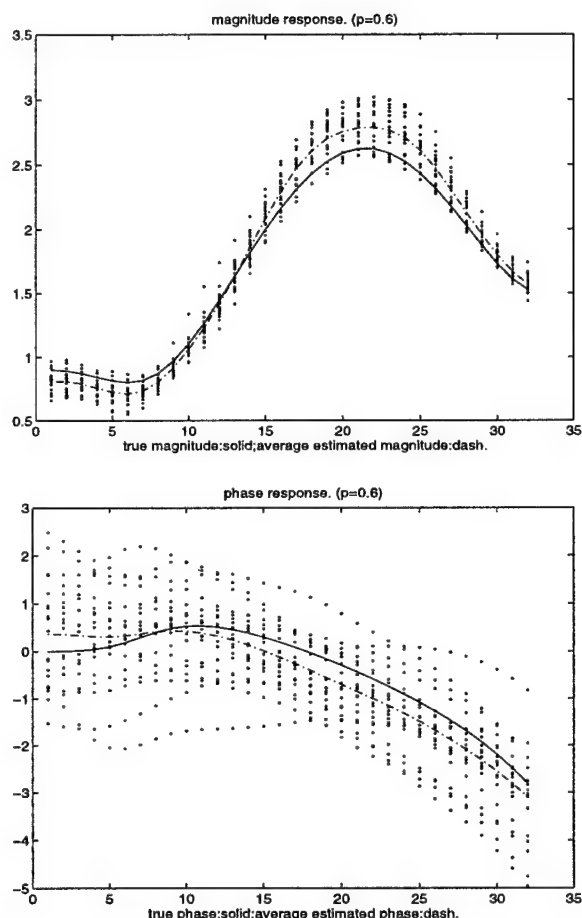 magnitude response. (p=0.6)
3.5
3
2.5
2
1.5
1
0.5
0 5 10 15 20 25 30 35
true magnitude:solid;average estimated magnitude:dash.
phase response. (p=0.6)
3
2
1
0
−1
−2
−3
−4
−5
0 5 10 15 20 25 30 35
true phase:solid;average estimated phase:dash.